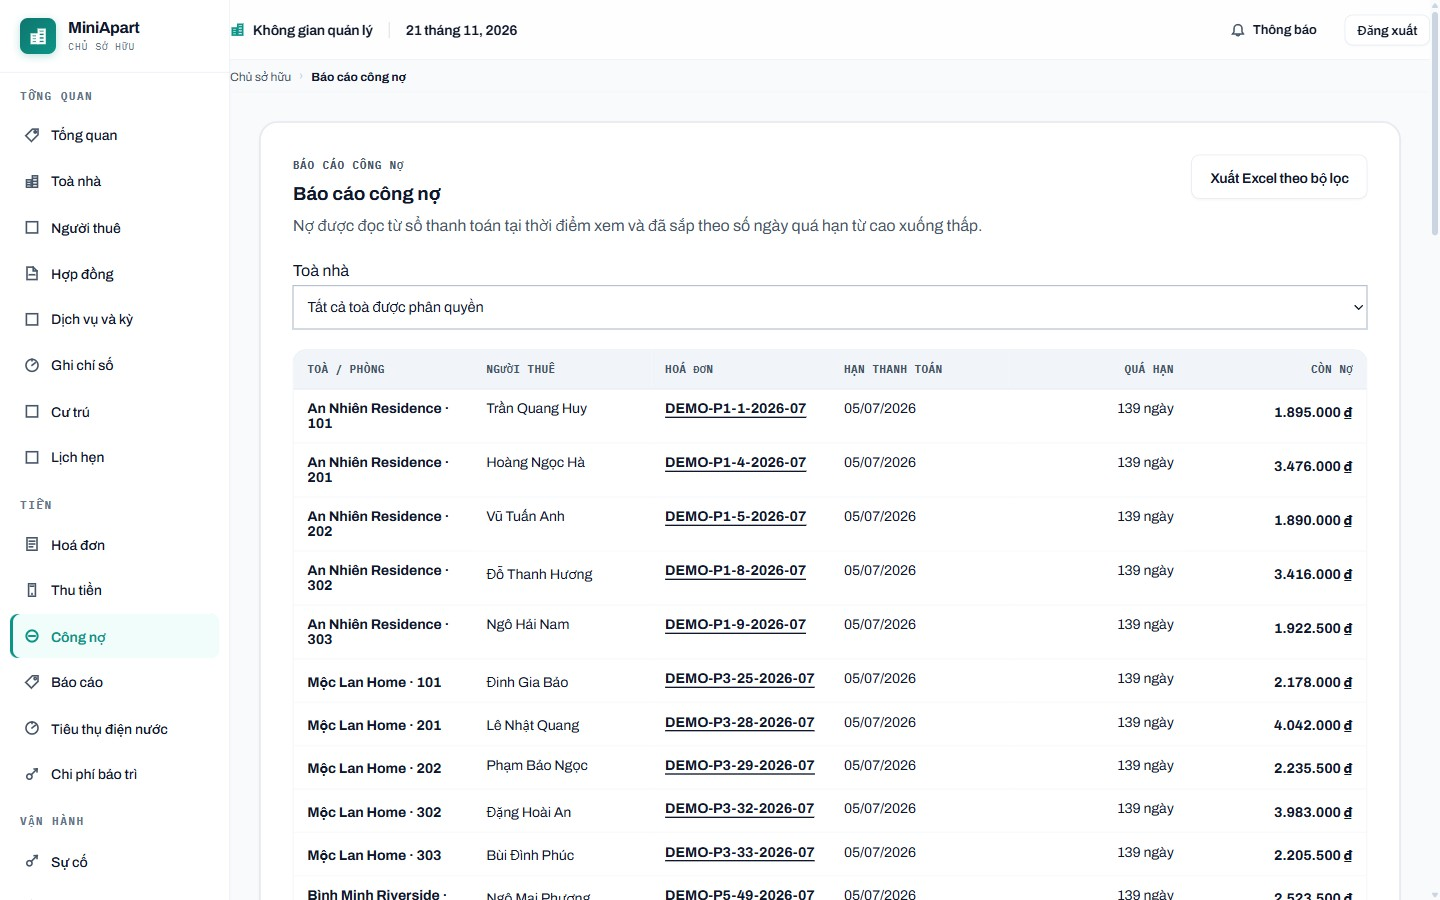 MiniApart
CHỦ SỞ HỮU
TỔNG QUAN
Tổng quan
Toà nhà
Người thuê
Hợp đồng
Dịch vụ và kỳ
Ghi chỉ số
Cư trú
Lịch hẹn
TIỀN
Hoá đơn
Thu tiền
Công nợ
Báo cáo
Tiêu thụ điện nước
Chi phí bảo trì
VẬN HÀNH
Sự cố
Không gian quản lý
21 tháng 11, 2026
Thông báo
Đăng xuất
Chủ sở hữu › Báo cáo công nợ
BÁO CÁO CÔNG NỢ
Báo cáo công nợ
Xuất Excel theo bộ lọc
Nợ được đọc từ sổ thanh toán tại thời điểm xem và đã sắp theo số ngày quá hạn từ cao xuống thấp.
Toà nhà
Tất cả toà được phân quyền
TOÀ / PHÒNG NGƯỜI THUÊ HOÁ ĐƠN HẠN THANH TOÁN QUÁ HẠN CÒN NỢ
An Nhiên Residence · 101 Trần Quang Huy DEMO-P1-1-2026-07 05/07/2026 139 ngày 1.895.000 ₫
An Nhiên Residence · 201 Hoàng Ngọc Hà DEMO-P1-4-2026-07 05/07/2026 139 ngày 3.476.000 ₫
An Nhiên Residence · 202 Vũ Tuấn Anh DEMO-P1-5-2026-07 05/07/2026 139 ngày 1.890.000 ₫
An Nhiên Residence · 302 Đỗ Thanh Hương DEMO-P1-8-2026-07 05/07/2026 139 ngày 3.416.000 ₫
An Nhiên Residence · 303 Ngô Hải Nam DEMO-P1-9-2026-07 05/07/2026 139 ngày 1.922.500 ₫
Mộc Lan Home · 101 Đinh Gia Bảo DEMO-P3-25-2026-07 05/07/2026 139 ngày 2.178.000 ₫
Mộc Lan Home · 201 Lê Nhật Quang DEMO-P3-28-2026-07 05/07/2026 139 ngày 4.042.000 ₫
Mộc Lan Home · 202 Phạm Bảo Ngọc DEMO-P3-29-2026-07 05/07/2026 139 ngày 2.235.500 ₫
Mộc Lan Home · 302 Đặng Hoài An DEMO-P3-32-2026-07 05/07/2026 139 ngày 3.983.000 ₫
Mộc Lan Home · 303 Bùi Đình Phúc DEMO-P3-33-2026-07 05/07/2026 139 ngày 2.205.500 ₫
Bình Minh Riverside · Ngô Mai Phương DEMO-P5-49-2026-07 05/07/2026 139 ngày 2.523.500 ₫